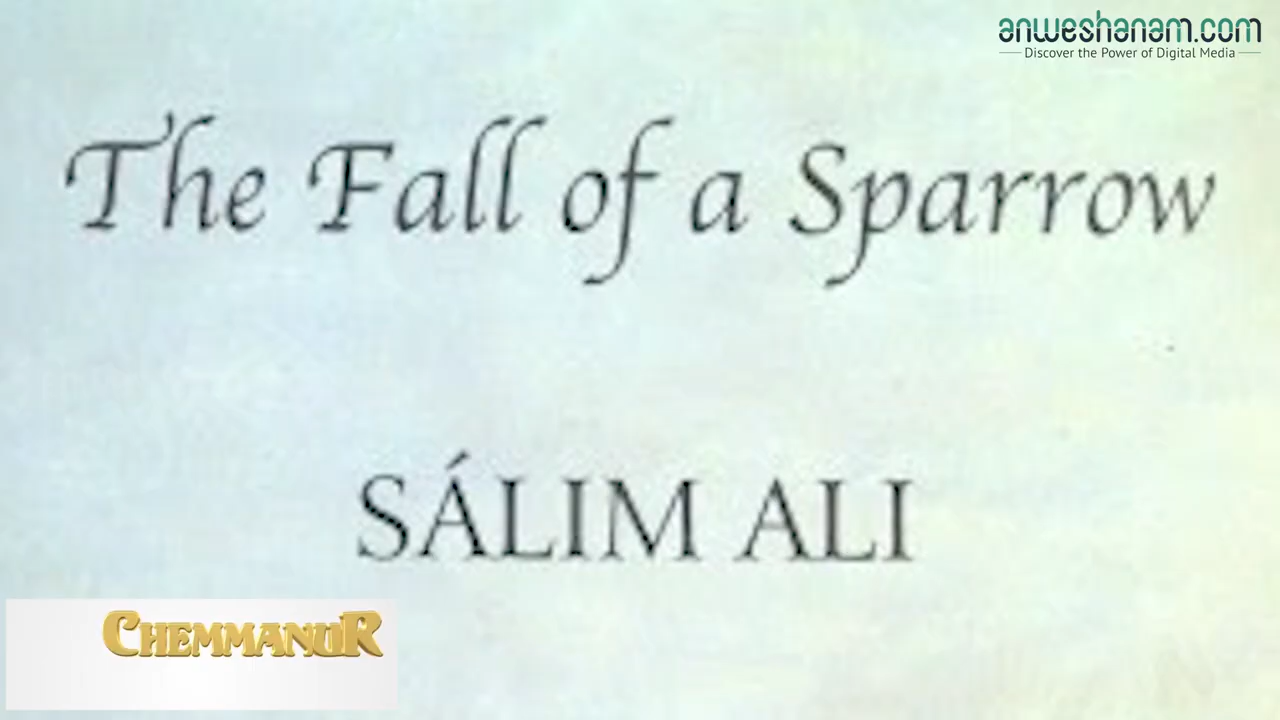 anweshanam.com
Discover the Power of Digital Media
The Fall of a Sparrow
SÁLIM ALI
CHEMMANUR